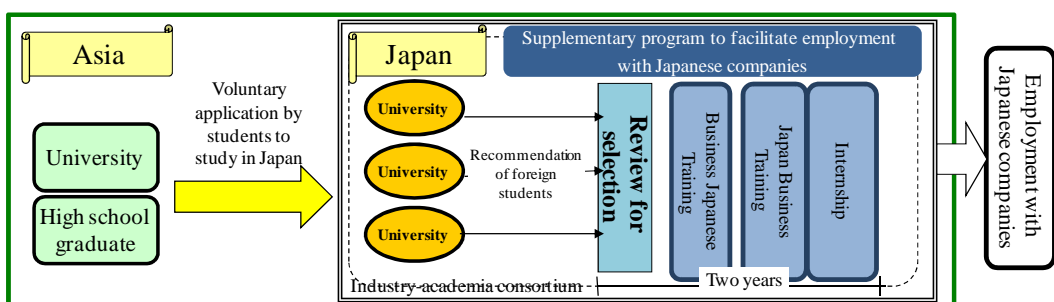 Asia
University
High school
graduate
Voluntary
application by
students to
study in Japan
Japan
Supplementary program to facilitate employment
with Japanese companies
University
University
University
Recommendation
of foreign
students
Review for
selection
Business Japanese
Training
Japan Business
Training
Internship
Two years
Industry-academia consortium
Employment with
Japanese companies